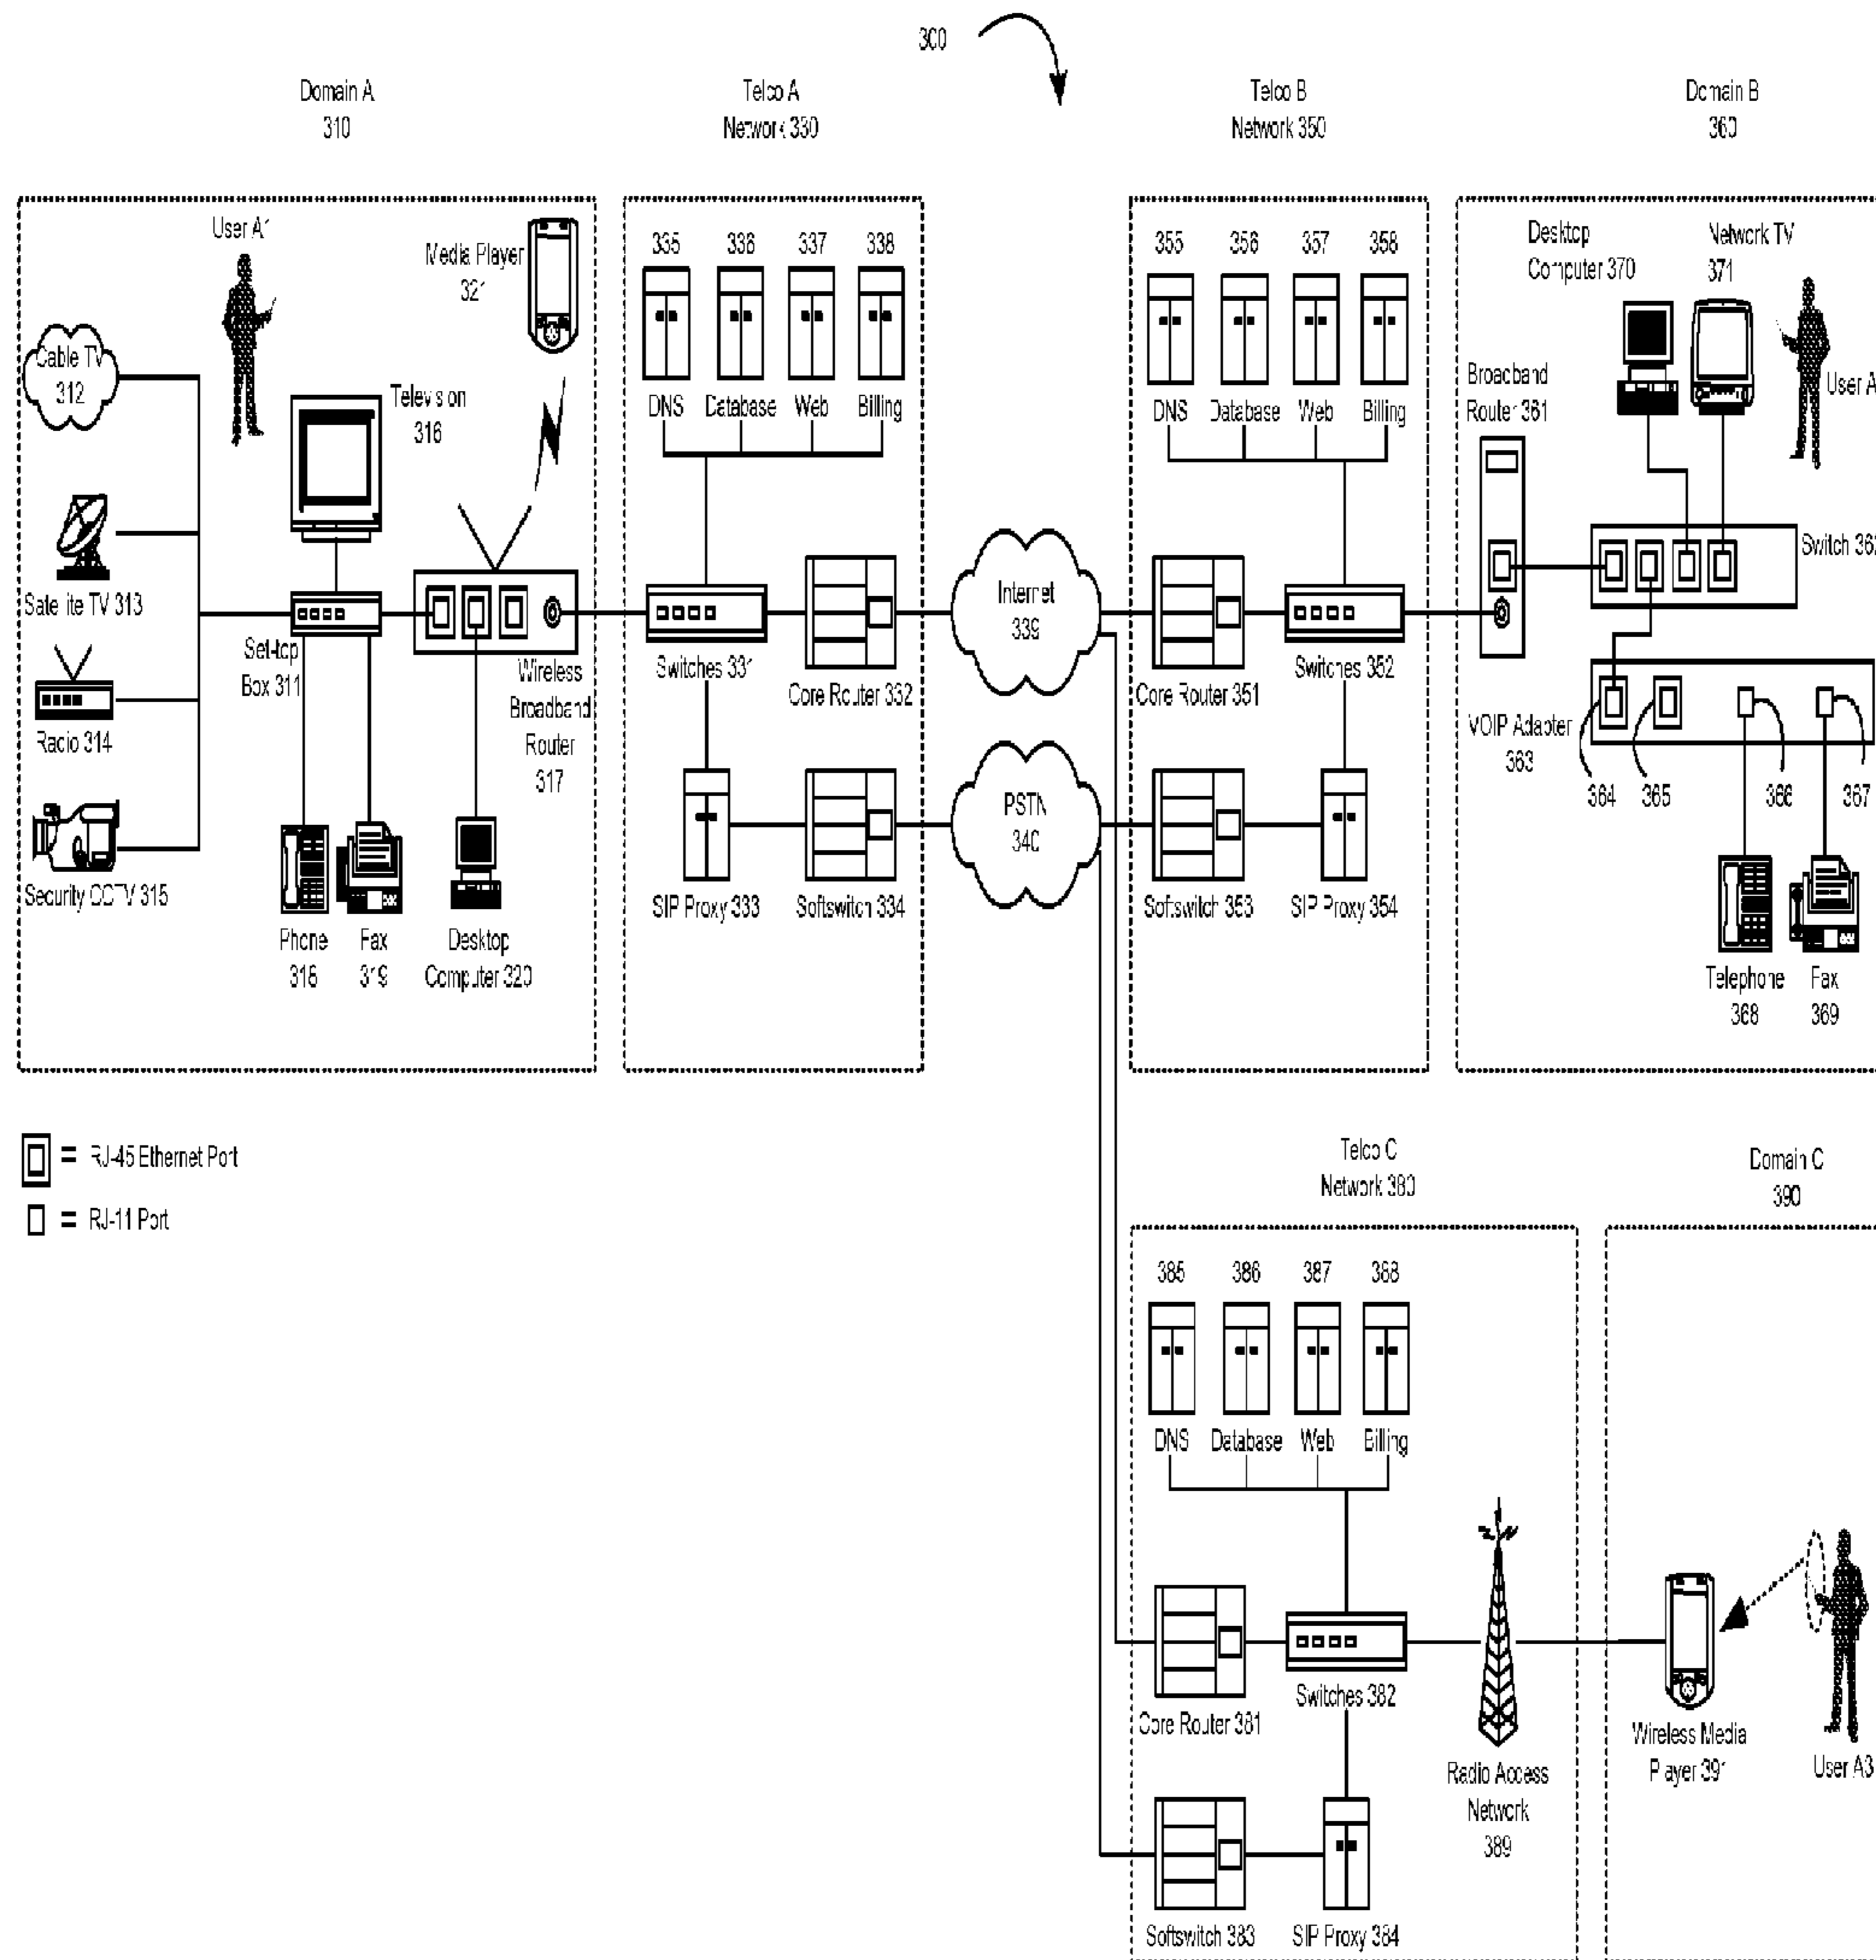 300
Domain A
310
Telco A
Network 330
Telco B
Network 350
Domain B
360
User A1
Media Player
321
Cable TV
312
Television
316
Satellite TV 313
Set-top
Box 311
Radio 314
Wireless
Broadband
Router
317
Security CCTV 315
Phone
318
Fax
319
Desktop
Computer 320
335
336
337
338
DNS
Database
Web
Billing
Switches 331
Core Router 332
SIP Proxy 333
Softswitch 334
Internet
339
PSTN
340
355
356
357
358
DNS
Database
Web
Billing
Core Router 351
Switches 352
Softswitch 353
SIP Proxy 354
Desktop
Computer 370
Network TV
371
Broadband
Router 361
User A
Switch 362
VOIP Adapter
363
364
365
366
367
Telephone
368
Fax
369
= RJ-45 Ethernet Port
= RJ-11 Port
Telco C
Network 380
Domain C
390
385
386
387
388
DNS
Database
Web
Billing
Core Router 381
Switches 382
Radio Access
Network
389
Softswitch 383
SIP Proxy 384
Wireless Media
Player 391
User A3